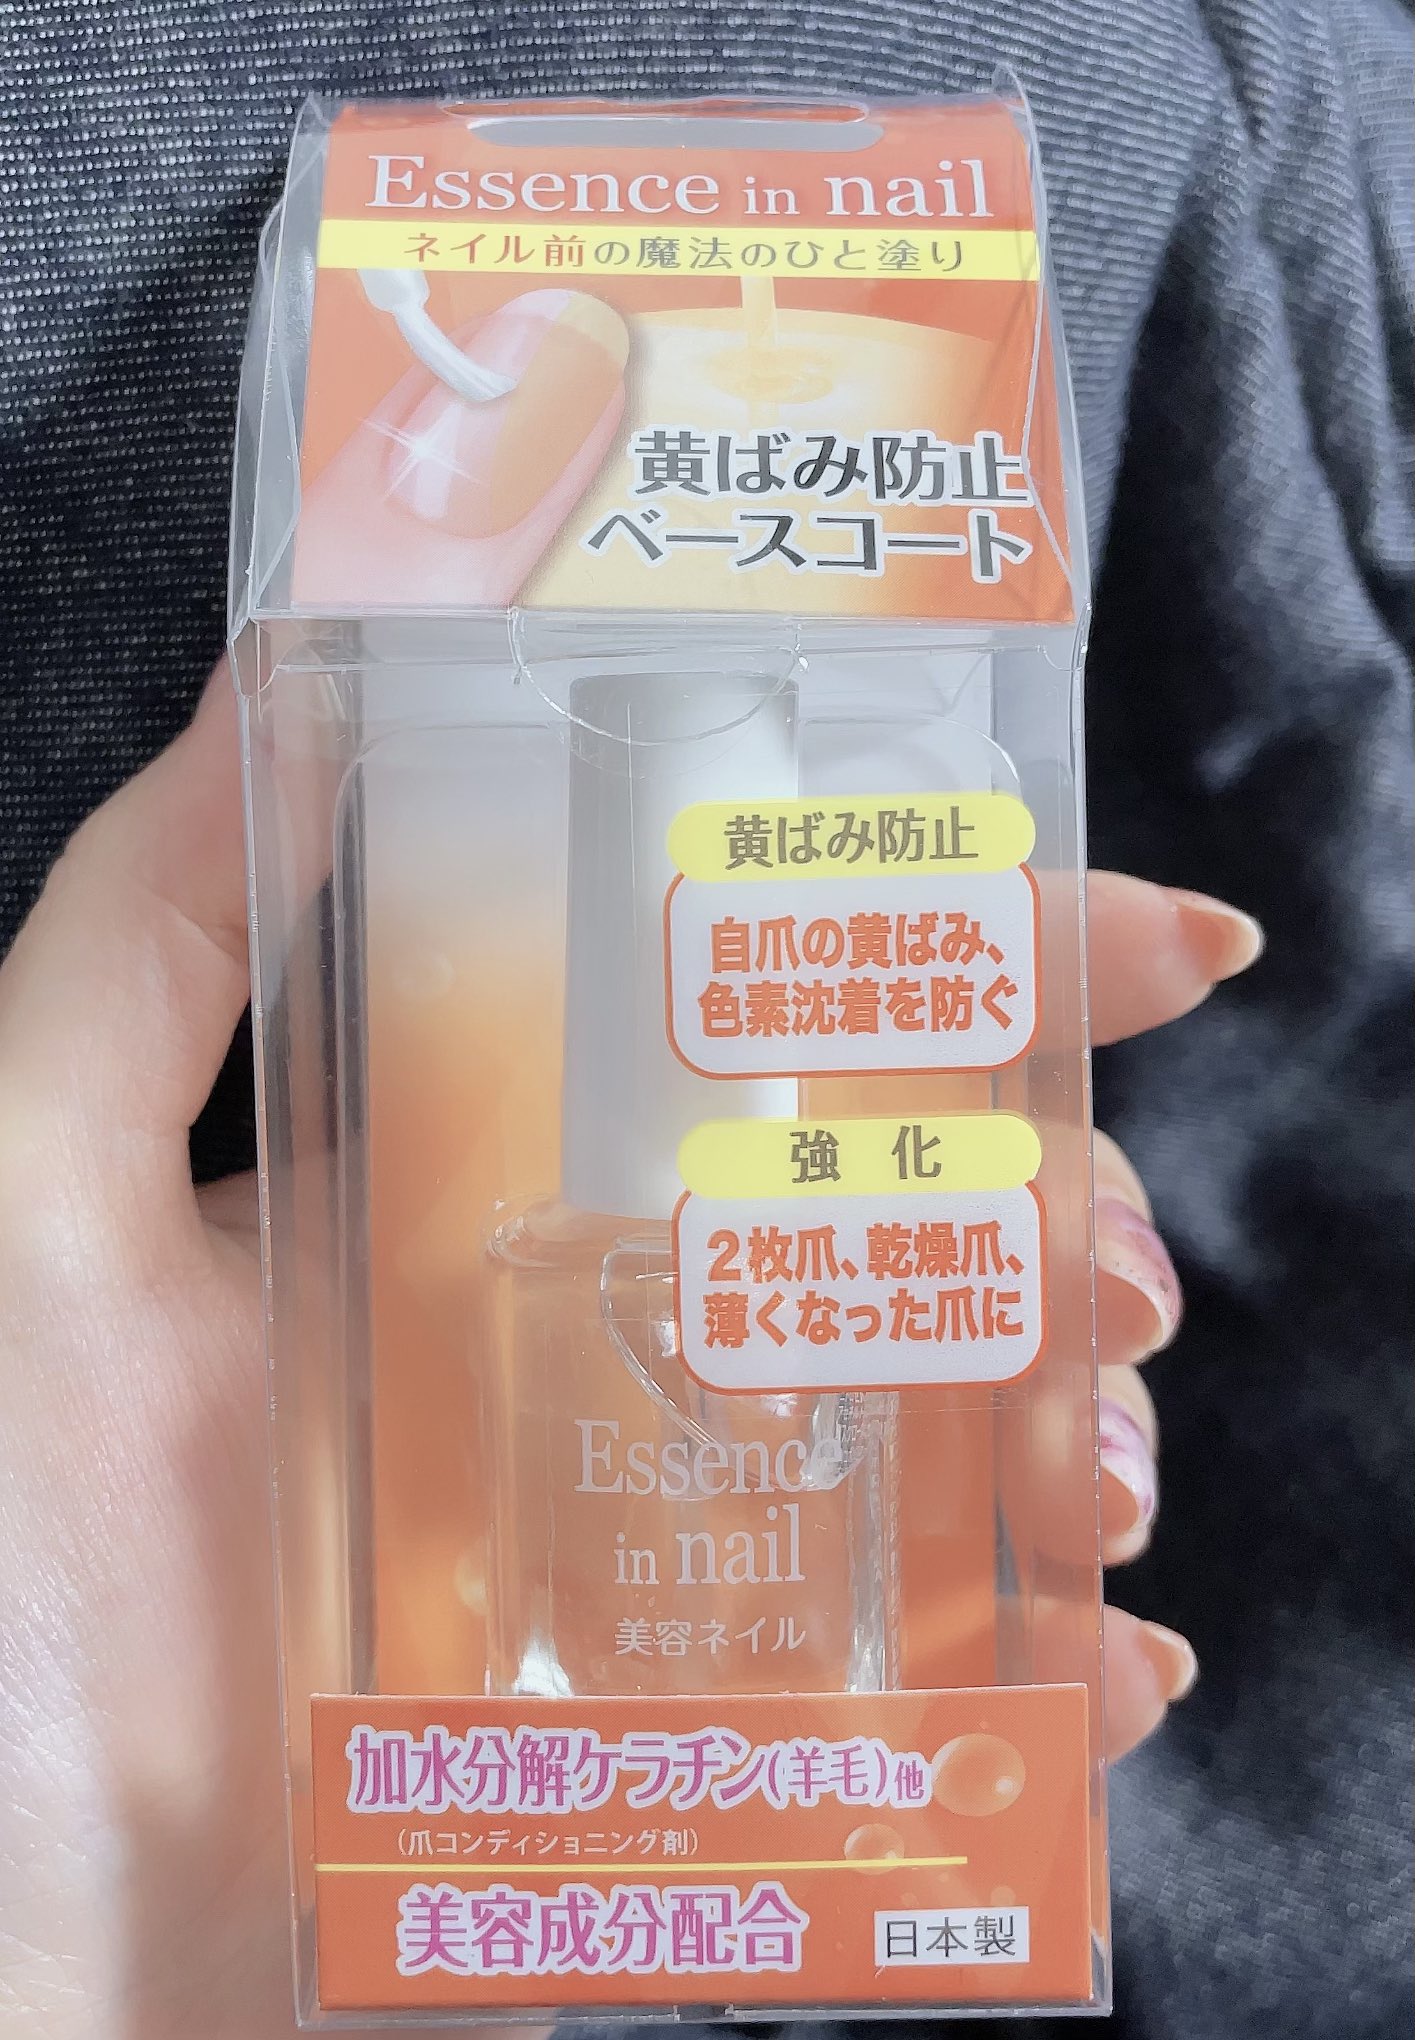 Essence in nail
ネイル前の魔法のひと塗り
黄ばみ防止
ベースコート
黄ばみ防止
自爪の黄ばみ、
色素沈着を防ぐ
強 化
2枚爪、乾燥爪、
薄くなった爪に
Essence
in nail
美容ネイル
加水分解ケラチン(羊毛)他
(爪コンディショニング剤)
美容成分配合
日本製